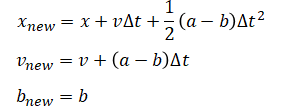 x_new = x + vΔt + 1/2 (a − b)Δt²
v_new = v + (a − b)Δt
b_new = b